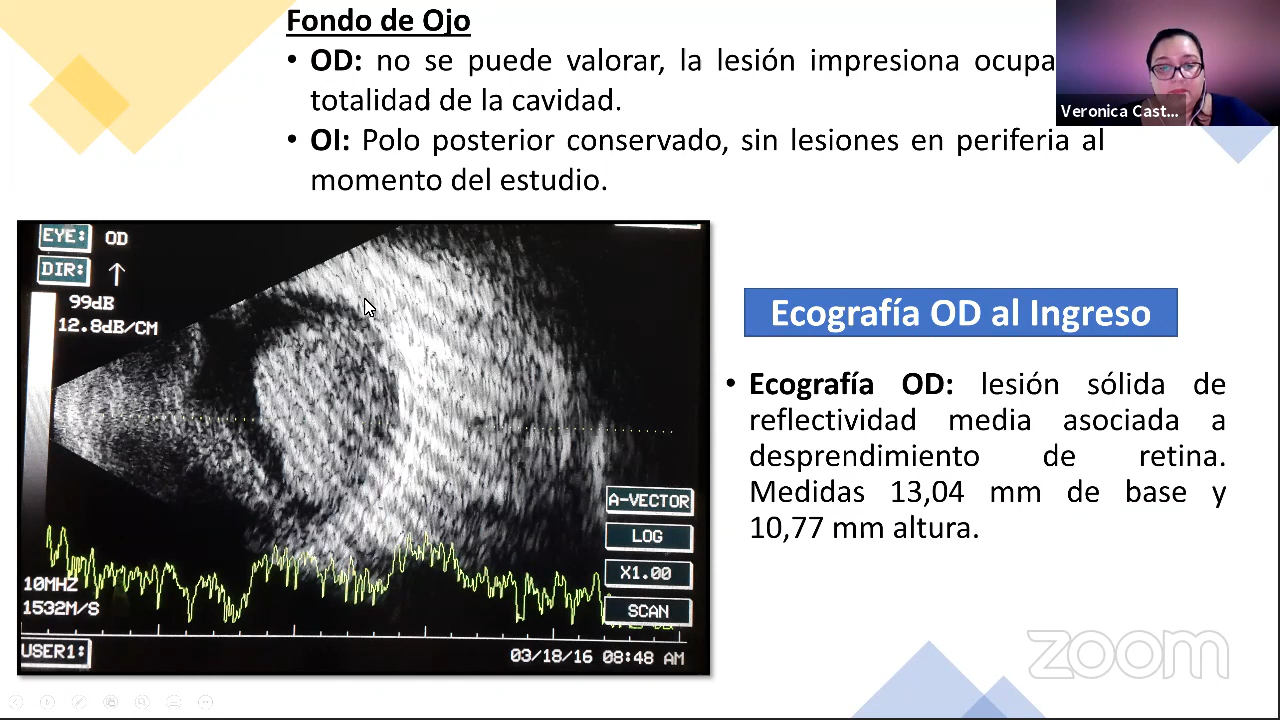 Fondo de Ojo
• OD: no se puede valorar, la lesión impresiona ocupa
totalidad de la cavidad.
• OI: Polo posterior conservado, sin lesiones en periferia al
momento del estudio.
Veronica Cast...
EYE: OD
DIR: ↑
99dB
12.8dB/CM
A-VECTOR
LOG
X1.00
SCAN
10MHZ
1532M/S
USER1:
03/18/16 08:48 AM
Ecografía OD al Ingreso
• Ecografía OD: lesión sólida de
reflectividad media asociada a
desprendimiento de retina.
Medidas 13,04 mm de base y
10,77 mm altura.
zoom